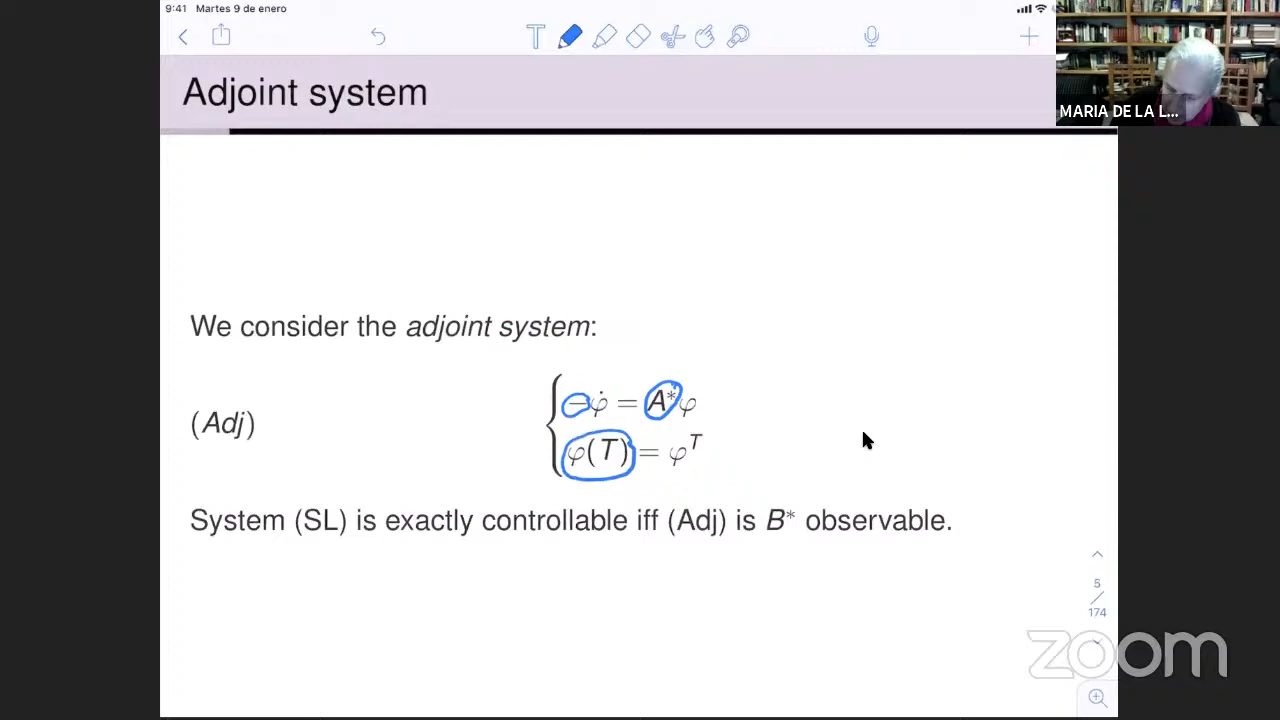 9:41 Martes 9 de enero
Adjoint system
MARIA DE LA L...
We consider the adjoint system:
(Adj)
−φ̇ = A*φ
φ(T) = φ^T
System (SL) is exactly controllable iff (Adj) is B* observable.
5
/
174
zoom